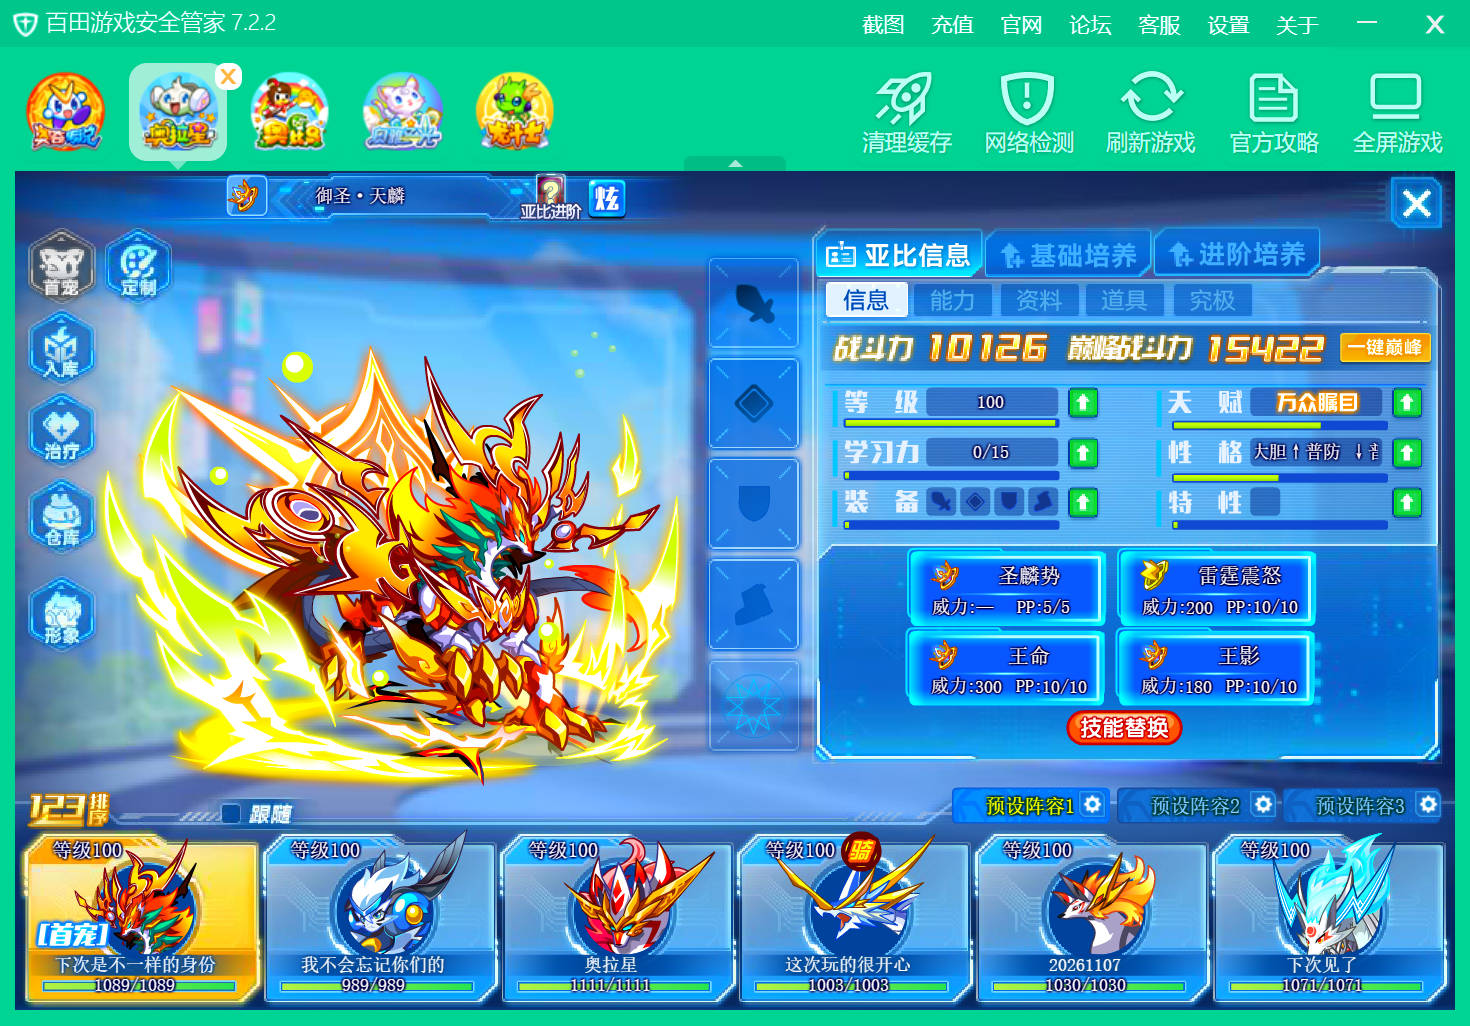 百田游戏安全管家 7.2.2
截图 充值 官网 论坛 客服 设置 关于
X
奥拉星
清理缓存 网络检测 刷新游戏 官方攻略 全屏游戏
御圣·天麟
亚比进阶
炫
首宠 定制
入库
治疗
仓库
形象
亚比信息 基础培养 进阶培养
信息 能力 资料 道具 究极
战斗力 10126 巅峰战斗力 15422 一键巅峰
等级 100 天赋 万众瞩目
学习力 0/15 性格 大胆↑普防 ↓普
装备 特性
圣麟势 雷霆震怒
威力:— PP:5/5 威力:200 PP:10/10
王命 王影
威力:300 PP:10/10 威力:180 PP:10/10
技能替换
123排序 跟随 预设阵容1 预设阵容2 预设阵容3
等级100 等级100 等级100 等级100 骑 等级100 等级100
[首宠]
下次是不一样的身份 我不会忘记你们的 奥拉星 这次玩的很开心 20261107 下次见了
1089/1089 989/989 1111/1111 1003/1003 1030/1030 1071/1071